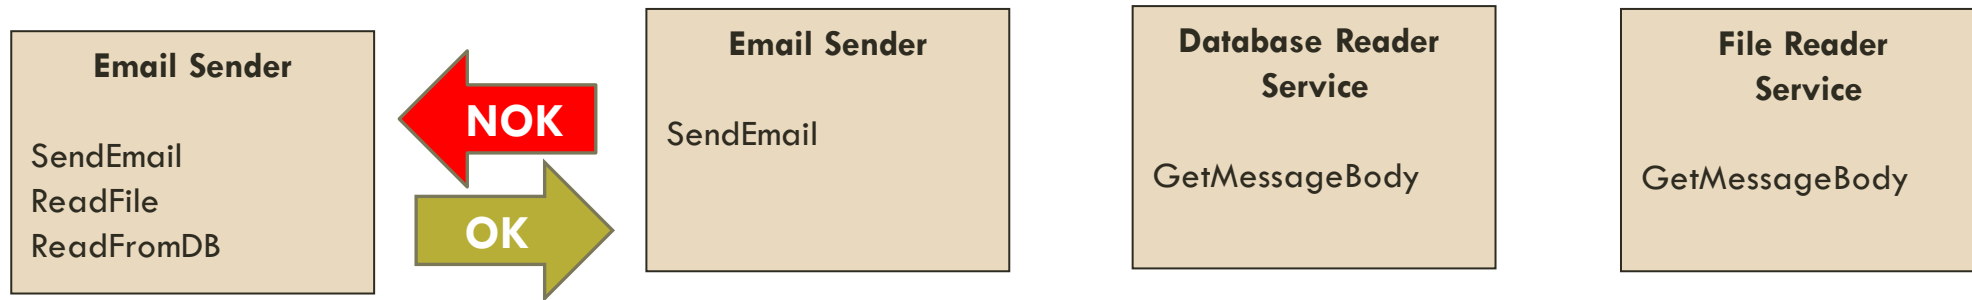 Email Sender
SendEmail
ReadFile
ReadFromDB
NOK
OK
Email Sender
SendEmail
Database Reader
Service
GetMessageBody
File Reader
Service
GetMessageBody